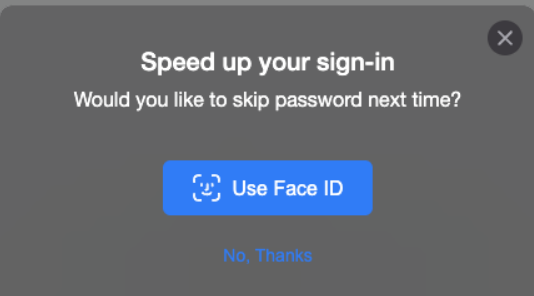 Speed up your sign-in
Would you like to skip password next time?
Use Face ID
No, Thanks